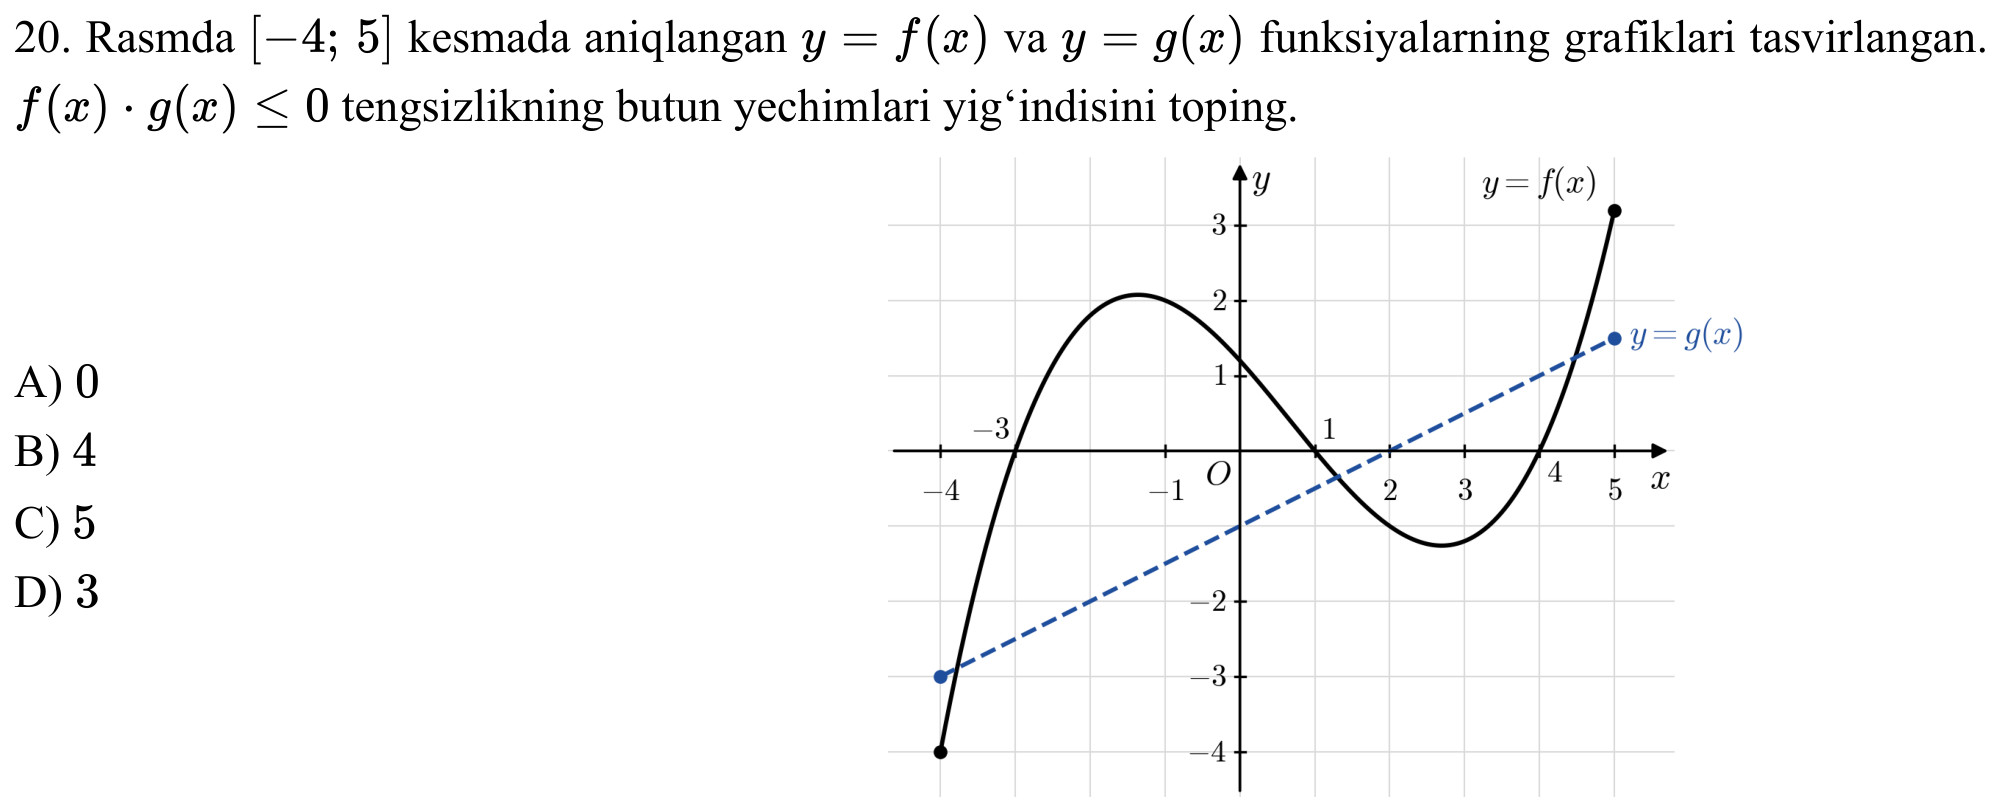 20. Rasmda [−4; 5] kesmada aniqlangan y = f(x) va y = g(x) funksiyalarning grafiklari tasvirlangan.
f(x) · g(x) ≤ 0 tengsizlikning butun yechimlari yig‘indisini toping.
A) 0
B) 4
C) 5
D) 3
y
y = f(x)
3
2
y = g(x)
1
−3
1
O
−4
−1
2
3
4
5
x
−2
−3
−4